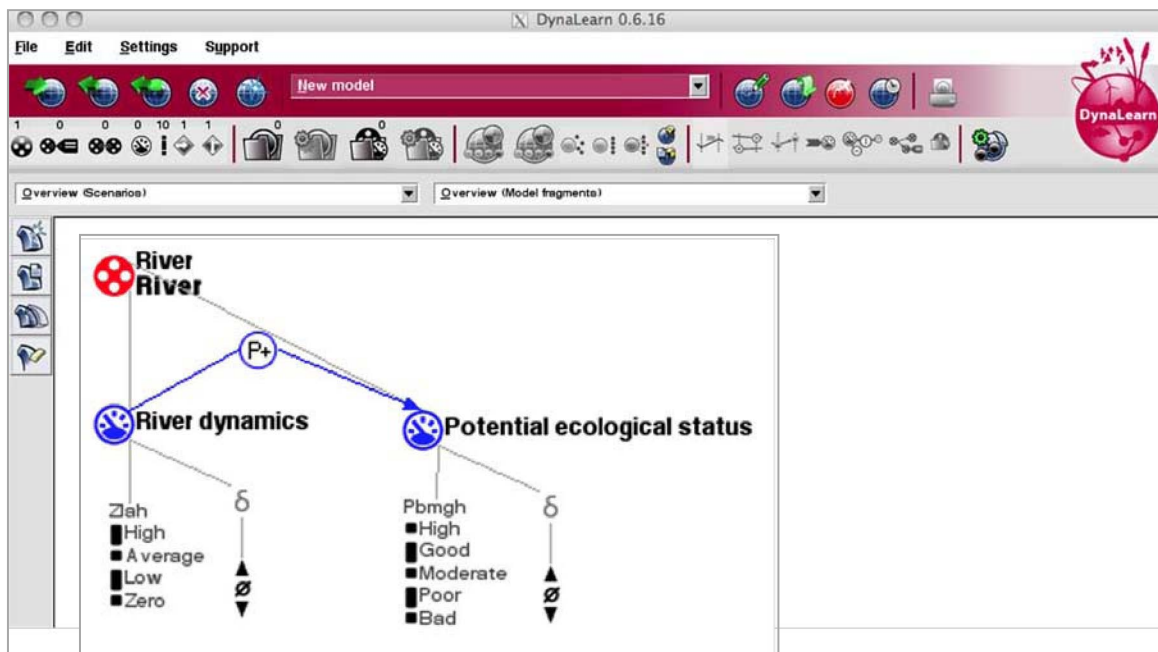 DynaLearn 0.6.16
File Edit Settings Support
New model
DynaLearn
1 0 0 0 10 1 1 0 0
Overview (Scenarios) Overview (Model fragments)
River
River
P+
River dynamics Potential ecological status
Zlah δ Pbmgh δ
High High
Average Good
Low Moderate
Zero Poor
Bad
ø ø